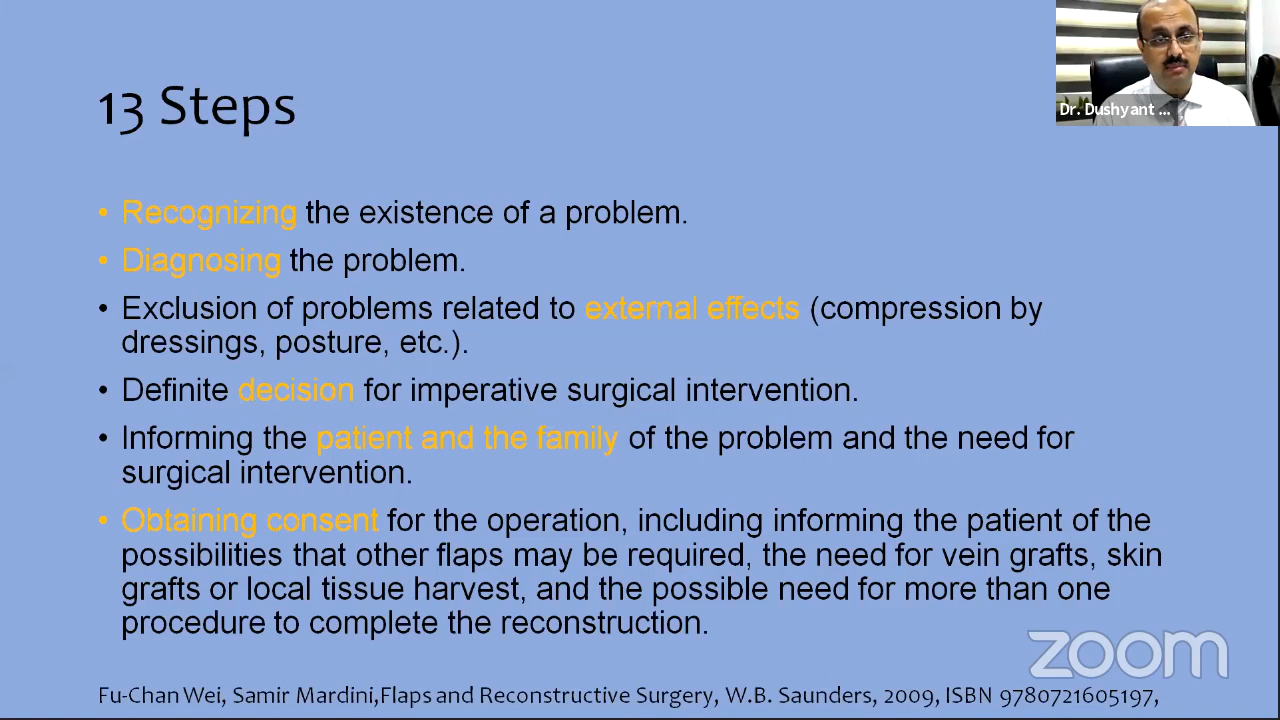 Dr. Dushyant ...
13 Steps
• Recognizing the existence of a problem.
• Diagnosing the problem.
• Exclusion of problems related to external effects (compression by
dressings, posture, etc.).
• Definite decision for imperative surgical intervention.
• Informing the patient and the family of the problem and the need for
surgical intervention.
• Obtaining consent for the operation, including informing the patient of the
possibilities that other flaps may be required, the need for vein grafts, skin
grafts or local tissue harvest, and the possible need for more than one
procedure to complete the reconstruction.
zoom
Fu-Chan Wei, Samir Mardini,Flaps and Reconstructive Surgery, W.B. Saunders, 2009, ISBN 9780721605197,